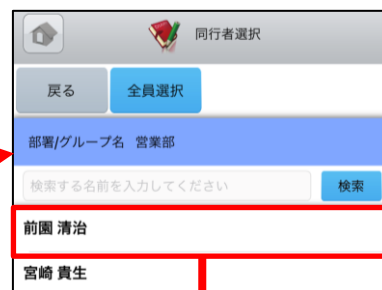 同行者選択
戻る 全員選択
部署/グループ名 営業部
検索する名前を入力してください 検索
前園 清治
宮崎 貴生